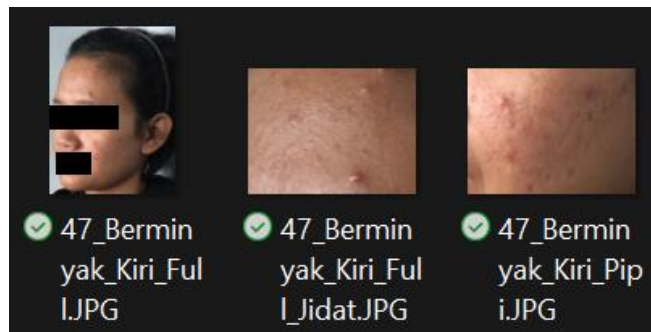 47_Bermin
yak_Kiri_Ful
l.JPG
47_Bermin
yak_Kiri_Ful
l_Jidat.JPG
47_Bermin
yak_Kiri_Pip
i.JPG